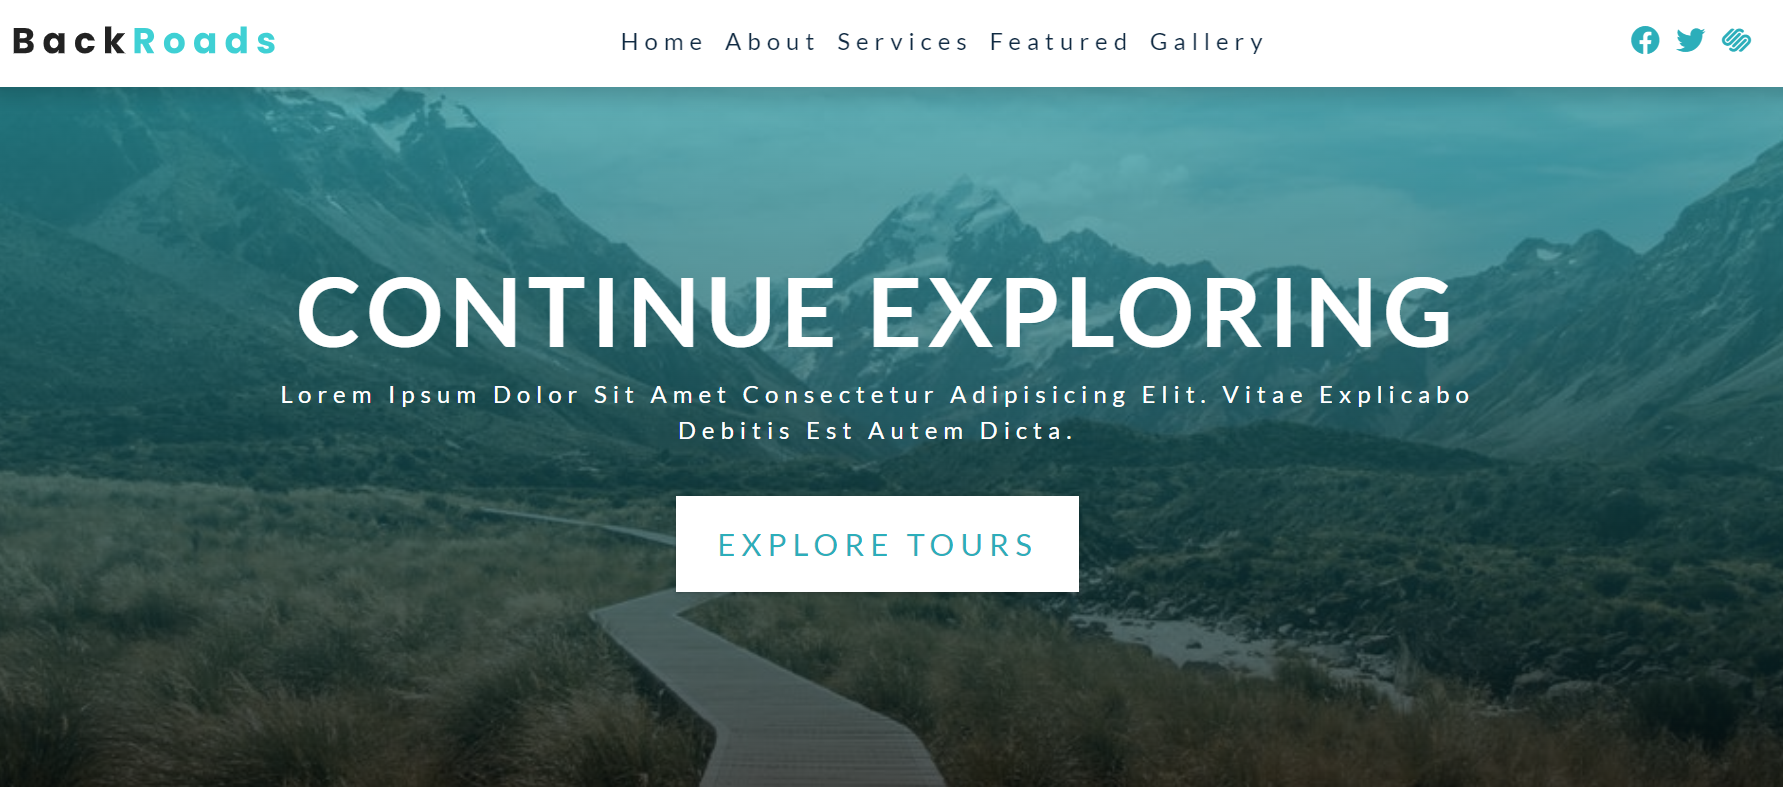 BackRoads
Home About Services Featured Gallery
CONTINUE EXPLORING
Lorem Ipsum Dolor Sit Amet Consectetur Adipisicing Elit. Vitae Explicabo
Debitis Est Autem Dicta.
EXPLORE TOURS